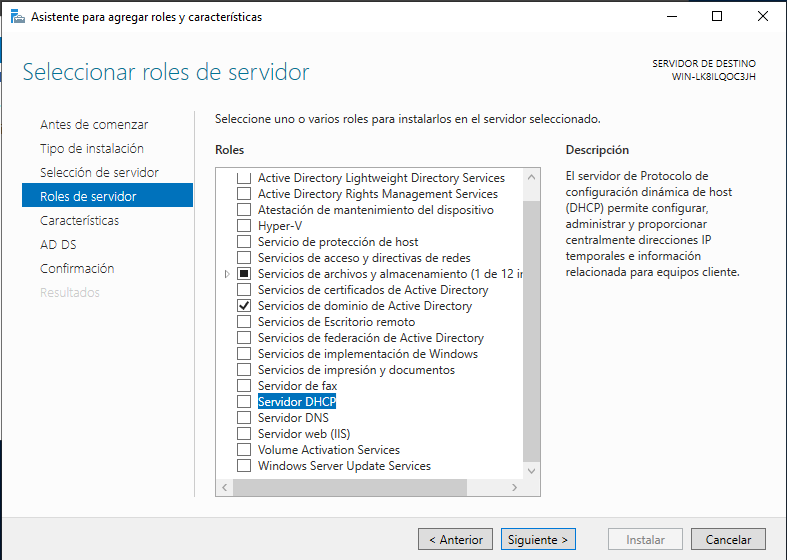 Asistente para agregar roles y características
Seleccionar roles de servidor
SERVIDOR DE DESTINO
WIN-LK8ILQOC3JH
Antes de comenzar
Tipo de instalación
Selección de servidor
Roles de servidor
Características
AD DS
Confirmación
Resultados
Seleccione uno o varios roles para instalarlos en el servidor seleccionado.
Roles
Active Directory Lightweight Directory Services
Active Directory Rights Management Services
Atestación de mantenimiento del dispositivo
Hyper-V
Servicio de protección de host
Servicios de acceso y directivas de redes
Servicios de archivos y almacenamiento (1 de 12 in
Servicios de certificados de Active Directory
Servicios de dominio de Active Directory
Servicios de Escritorio remoto
Servicios de federación de Active Directory
Servicios de implementación de Windows
Servicios de impresión y documentos
Servidor de fax
Servidor DHCP
Servidor DNS
Servidor web (IIS)
Volume Activation Services
Windows Server Update Services
Descripción
El servidor de Protocolo de
configuración dinámica de host
(DHCP) permite configurar,
administrar y proporcionar
centralmente direcciones IP
temporales e información
relacionada para equipos cliente.
< Anterior
Siguiente >
Instalar
Cancelar